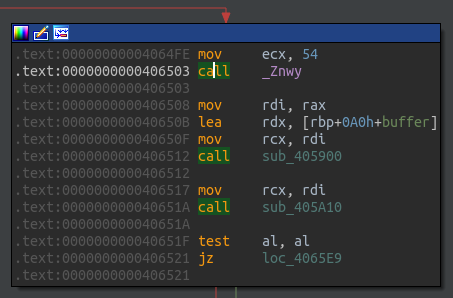 .text:00000000004064FE mov ecx, 54
.text:0000000000406503 call _Znwy
.text:0000000000406503
.text:0000000000406508 mov rdi, rax
.text:000000000040650B lea rdx, [rbp+0A0h+buffer]
.text:000000000040650F mov rcx, rdi
.text:0000000000406512 call sub_405900
.text:0000000000406512
.text:0000000000406517 mov rcx, rdi
.text:000000000040651A call sub_405A10
.text:000000000040651A
.text:000000000040651F test al, al
.text:0000000000406521 jz loc_4065E9
.text:0000000000406521